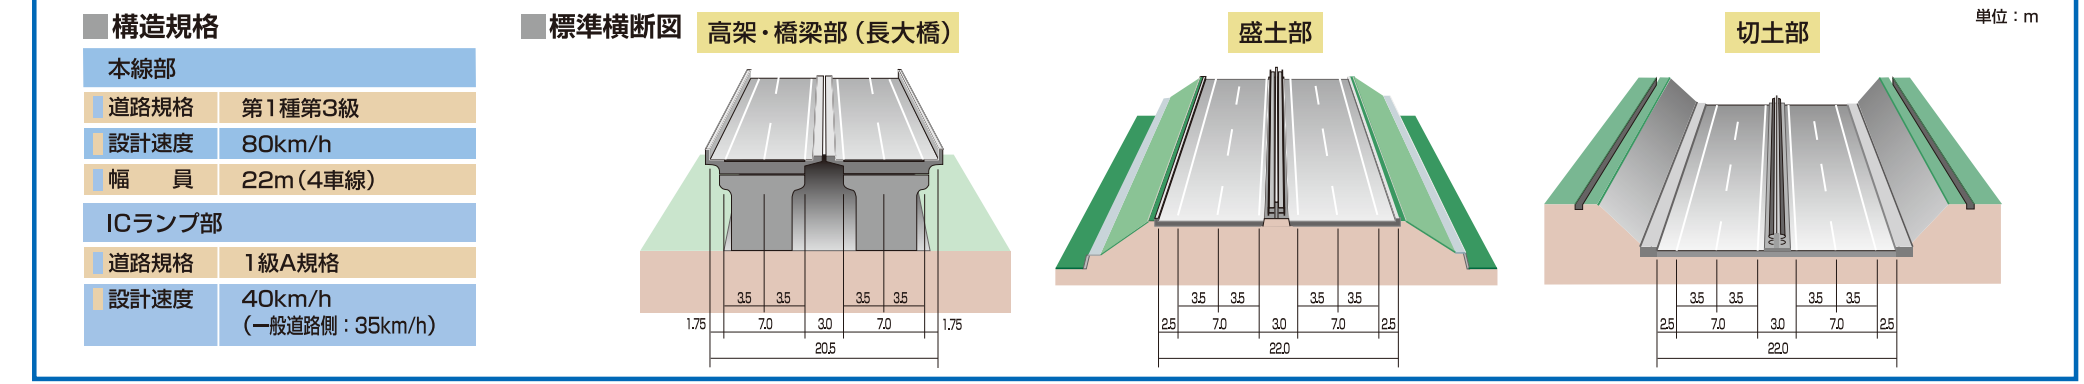 ■構造規格
本線部
道路規格 第1種第3級
設計速度 80km/h
幅　員 22m（4車線）
ICランプ部
道路規格 1級A規格
設計速度 40km/h
（一般道路側：35km/h）
■標準横断図
単位：m
高架・橋梁部（長大橋）
3.5 3.5 3.5 3.5
1.75 7.0 3.0 7.0 1.75
20.5
盛土部
3.5 3.5 3.5 3.5
2.5 7.0 3.0 7.0 2.5
22.0
切土部
3.5 3.5 3.5 3.5
2.5 7.0 3.0 7.0 2.5
22.0